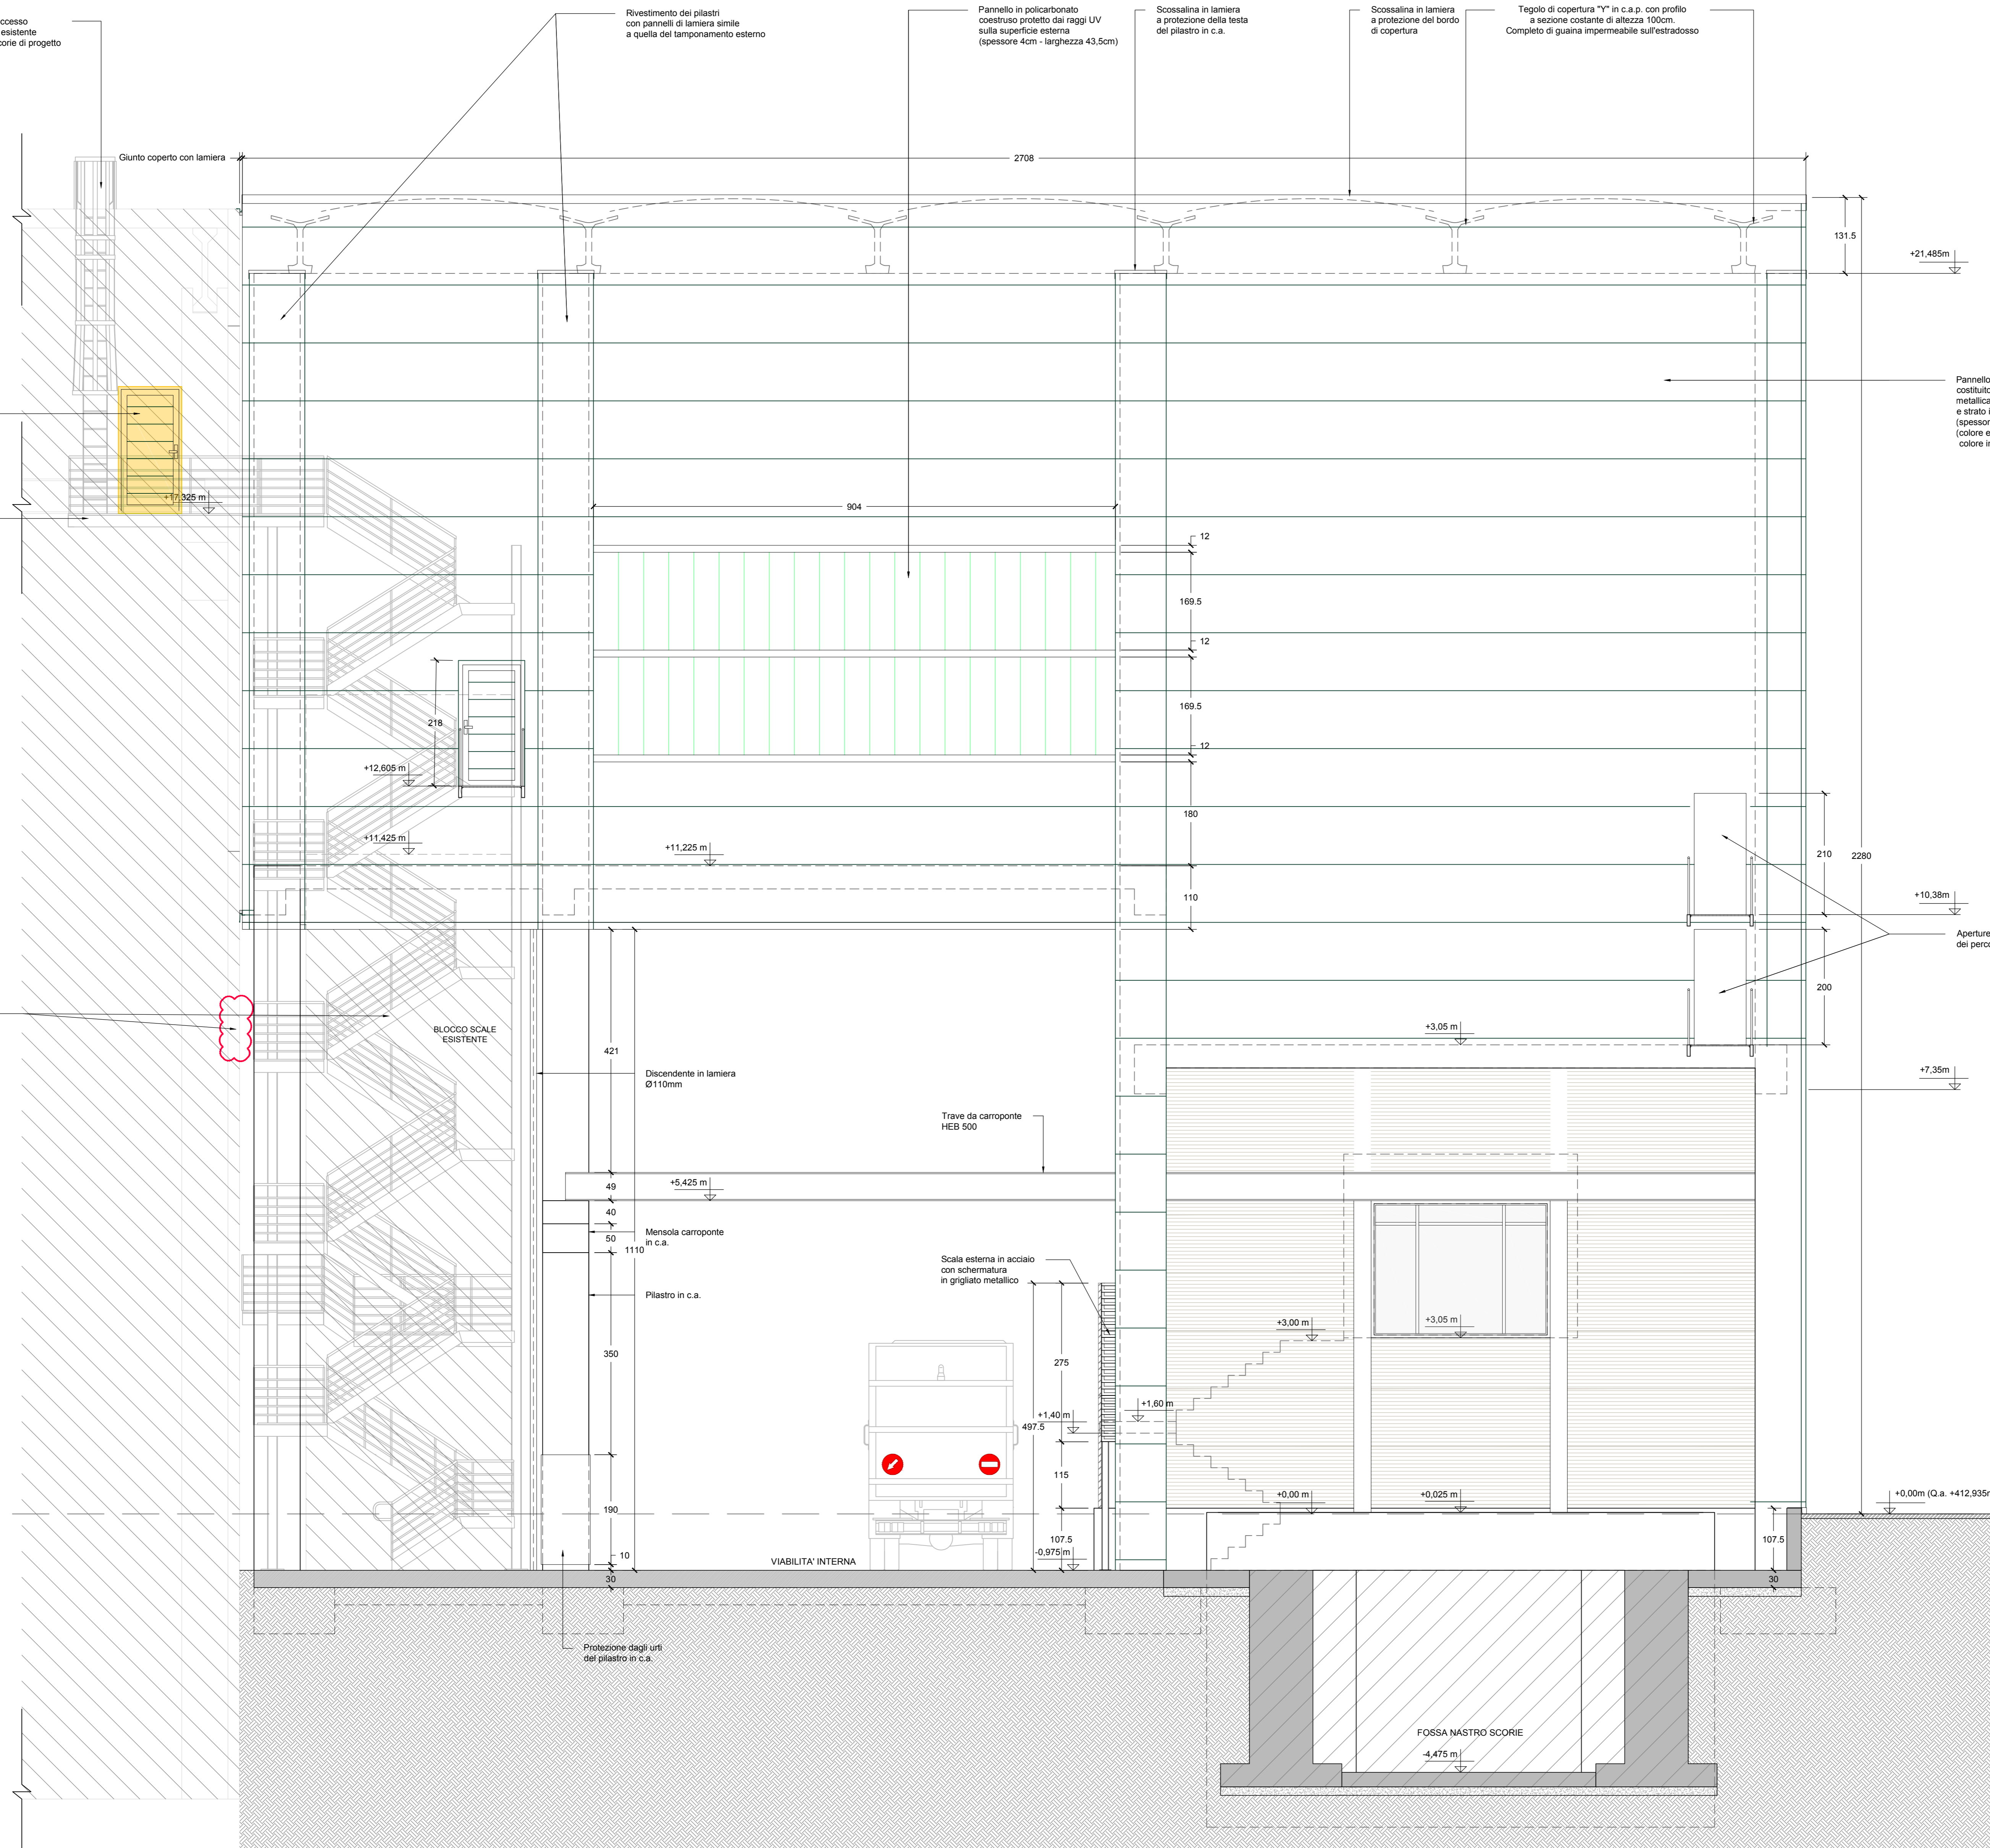 ccesso
esistente
corie di progetto
Rivestimento dei pilastri
con pannelli di lamiera simile
a quella del tamponamento esterno
Pannello in policarbonato
coestruso protetto dai raggi UV
sulla superficie esterna
(spessore 4cm - larghezza 43,5cm)
Scossalina in lamiera
a protezione della testa
del pilastro in c.a.
Scossalina in lamiera
a protezione del bordo
di copertura
Tegolo di copertura "Y" in c.a.p. con profilo
a sezione costante di altezza 100cm.
Completo di guaina impermeabile sull'estradosso
Giunto coperto con lamiera
2708
131.5
+21,485m
Pannello
costituito
metallica
e strato i
(spessor
(colore e
colore in
+17,325 m
904
12
169.5
12
169.5
12
218
+12,605 m
180
+11,425 m
+11,225 m
110
210
2280
+10,38m
Aperture
dei perco
200
BLOCCO SCALE
ESISTENTE
421
+3,05 m
Discendente in lamiera
Ø110mm
+7,35m
Trave da carroponte
HEB 500
49
+5,425 m
40
Mensola carroponte
in c.a.
50
1110
Scala esterna in acciaio
con schermatura
in grigliato metallico
Pilastro in c.a.
+3,00 m
+3,05 m
350
275
+1,60 m
+1,40 m
497.5
115
190
+0,00 m
+0,025 m
+0,00m (Q.a. +412,935m
107.5
107.5
-0,975 m
10
VIABILITA' INTERNA
30
30
Protezione dagli urti
del pilastro in c.a.
FOSSA NASTRO SCORIE
-4,475 m